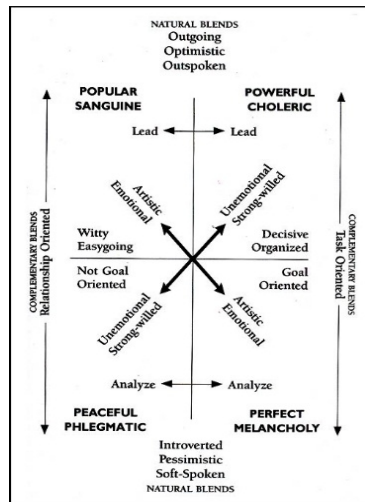 NATURAL BLENDS
Outgoing
Optimistic
Outspoken
POPULAR
SANGUINE
POWERFUL
CHOLERIC
Lead
Lead
COMPLEMENTARY BLENDS
Relationship Oriented
COMPLEMENTARY BLENDS
Task Oriented
Artistic
Emotional
Unemotional
Strong-willed
Witty
Easygoing
Decisive
Organized
Not Goal
Oriented
Goal
Oriented
Unemotional
Strong-willed
Artistic
Emotional
Analyze
Analyze
PEACEFUL
PHLEGMATIC
PERFECT
MELANCHOLY
Introverted
Pessimistic
Soft-Spoken
NATURAL BLENDS